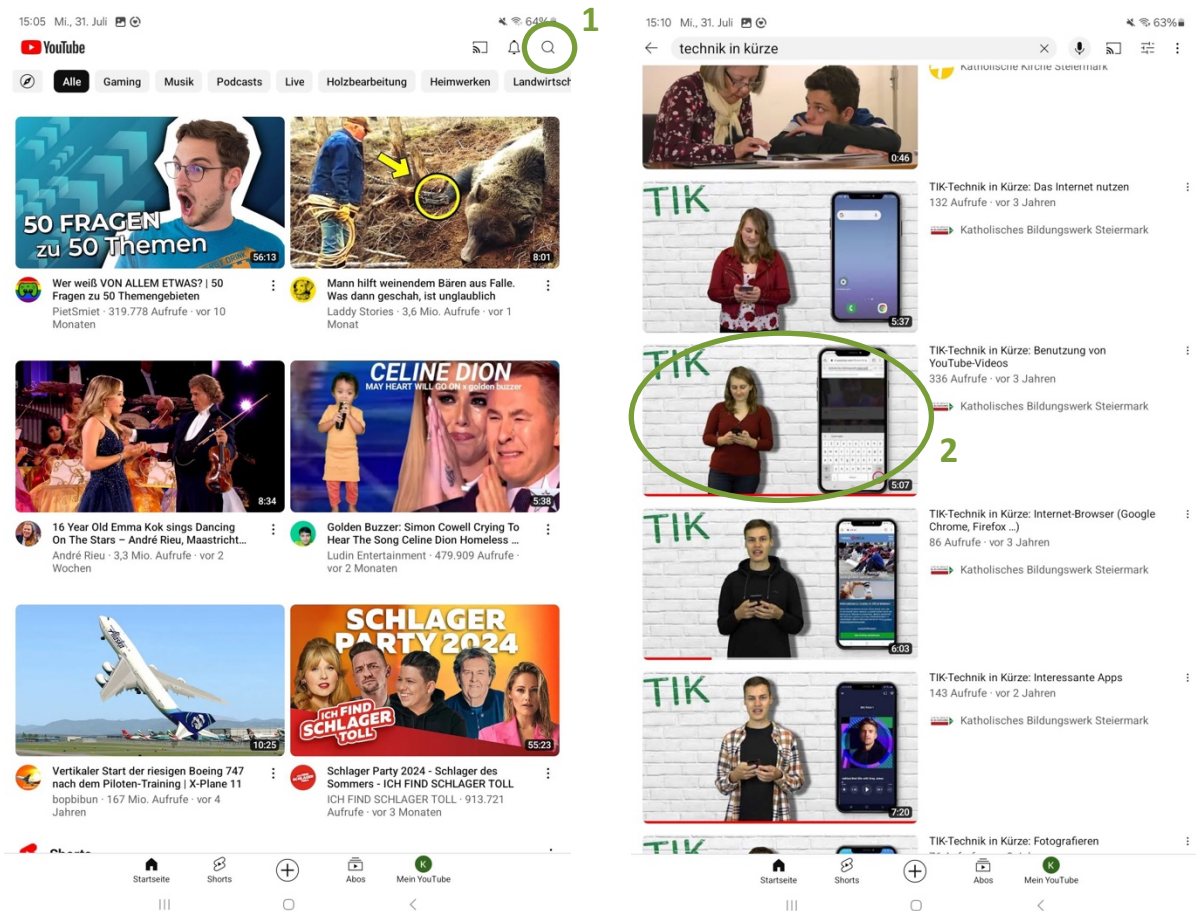 15:05 Mi., 31. Juli
64%
1
YouTube
Alle Gaming Musik Podcasts Live Holzbearbeitung Heimwerken Landwirtsch
50 FRAGEN
zu 50 Themen
56:13
8:01
Wer weiß VON ALLEM ETWAS? | 50
Fragen zu 50 Themengebieten
PietSmiet · 319.778 Aufrufe · vor 10
Monaten
Mann hilft weinendem Bären aus Falle.
Was dann geschah, ist unglaublich
Laddy Stories · 3,6 Mio. Aufrufe · vor 1
Monat
CELINE DION
MAY HEART WILL GO ON x golden buzzer
8:34
5:38
16 Year Old Emma Kok sings Dancing
On The Stars – André Rieu, Maastricht...
André Rieu · 3,3 Mio. Aufrufe · vor 2
Wochen
Golden Buzzer: Simon Cowell Crying To
Hear The Song Celine Dion Homeless ...
Ludin Entertainment · 479.909 Aufrufe ·
vor 2 Monaten
Alaska
SCHLAGER
PARTY 2024
ICH FIND
SCHLAGER
TOLL
10:25
55:23
Vertikaler Start der riesigen Boeing 747
nach dem Piloten-Training | X-Plane 11
bopbibun · 167 Mio. Aufrufe · vor 4
Jahren
Schlager Party 2024 - Schlager des
Sommers - ICH FIND SCHLAGER TOLL
ICH FIND SCHLAGER TOLL · 913.721
Aufrufe · vor 3 Monaten
Shorts
Startseite Shorts Abos K Mein YouTube
15:10 Mi., 31. Juli
63%
technik in kürze
Katholische Kirche Steiermark
0:46
TIK
TIK-Technik in Kürze: Das Internet nutzen
132 Aufrufe · vor 3 Jahren
Katholisches Bildungswerk Steiermark
5:37
TIK
TIK-Technik in Kürze: Benutzung von
YouTube-Videos
336 Aufrufe · vor 3 Jahren
Katholisches Bildungswerk Steiermark
2
5:07
TIK
TIK-Technik in Kürze: Internet-Browser (Google
Chrome, Firefox ...)
86 Aufrufe · vor 3 Jahren
Katholisches Bildungswerk Steiermark
6:03
TIK
TIK-Technik in Kürze: Interessante Apps
143 Aufrufe · vor 2 Jahren
Katholisches Bildungswerk Steiermark
7:20
TIK
TIK-Technik in Kürze: Fotografieren
Startseite Shorts Abos K Mein YouTube